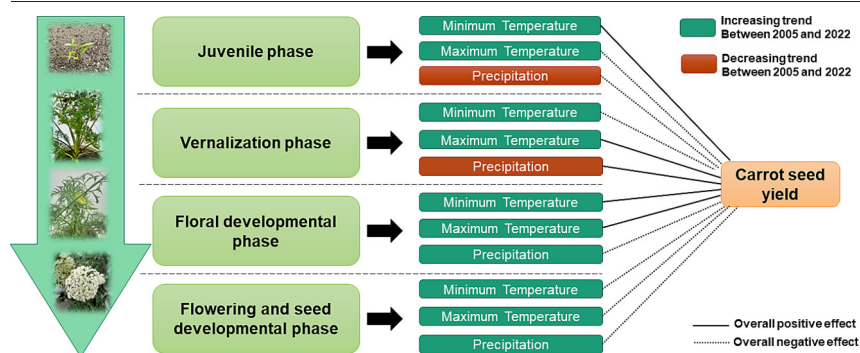 Juvenile phase
Minimum Temperature
Maximum Temperature
Precipitation
Vernalization phase
Minimum Temperature
Maximum Temperature
Precipitation
Floral developmental
phase
Minimum Temperature
Maximum Temperature
Precipitation
Flowering and seed
developmental phase
Minimum Temperature
Maximum Temperature
Precipitation
Increasing trend
Between 2005 and 2022
Decreasing trend
Between 2005 and 2022
Carrot seed
yield
Overall positive effect
Overall negative effect